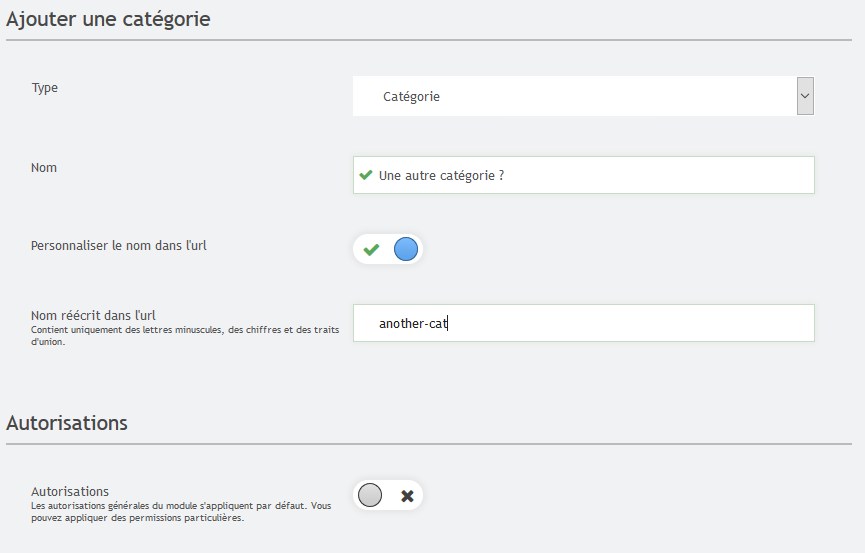 Ajouter une catégorie
Type
Catégorie
Nom
Une autre catégorie ?
Personnaliser le nom dans l'url
Nom réécrit dans l'url
Contient uniquement des lettres minuscules, des chiffres et des traits
d'union.
another-cat
Autorisations
Autorisations
Les autorisations générales du module s'appliquent par défaut. Vous
pouvez appliquer des permissions particulières.